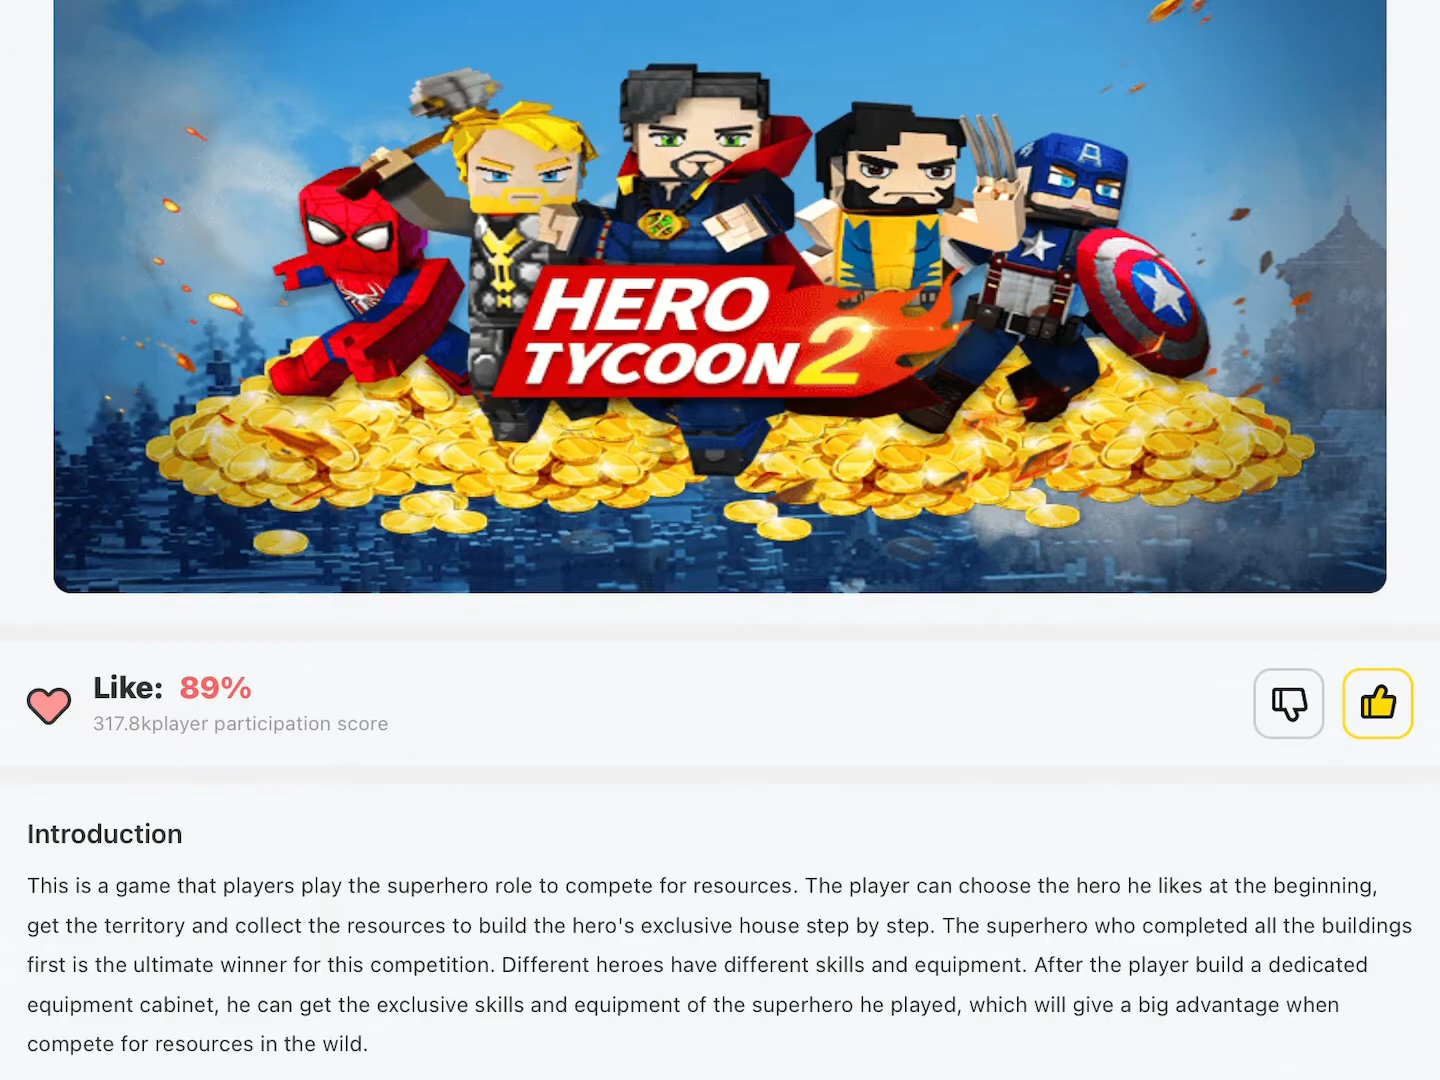 A
HERO
TYCOON 2
Like: 89%
317.8kplayer participation score
Introduction
This is a game that players play the superhero role to compete for resources. The player can choose the hero he likes at the beginning,
get the territory and collect the resources to build the hero's exclusive house step by step. The superhero who completed all the buildings
first is the ultimate winner for this competition. Different heroes have different skills and equipment. After the player build a dedicated
equipment cabinet, he can get the exclusive skills and equipment of the superhero he played, which will give a big advantage when
compete for resources in the wild.